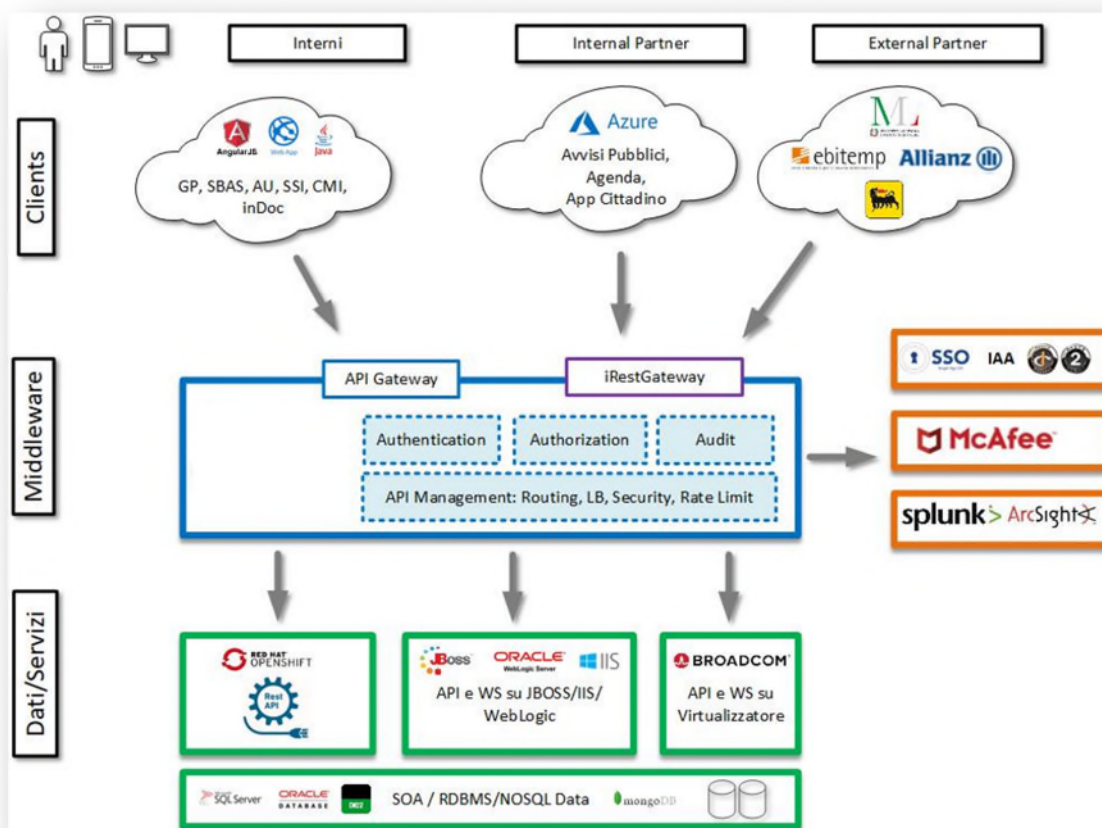 Interni
Internal Partner
External Partner
Clients
AngularJS
Web App
Java
GP, SBAS, AU, SSI, CMI,
inDoc
Azure
Avvisi Pubblici,
Agenda,
App Cittadino
ML
ebitemp
Allianz
Middleware
API Gateway
iRestGateway
Authentication
Authorization
Audit
API Management: Routing, LB, Security, Rate Limit
SSO
IAA
2
McAfee
splunk>
ArcSight
Dati/Servizi
RED HAT
OPENSHIFT
Rest
API
JBoss
ORACLE
WebLogic Server
IIS
API e WS su JBOSS/IIS/
WebLogic
BROADCOM
API e WS su
Virtualizzatore
SQL Server
ORACLE
DATABASE
DB2
SOA / RDBMS/NOSQL Data
mongoDB